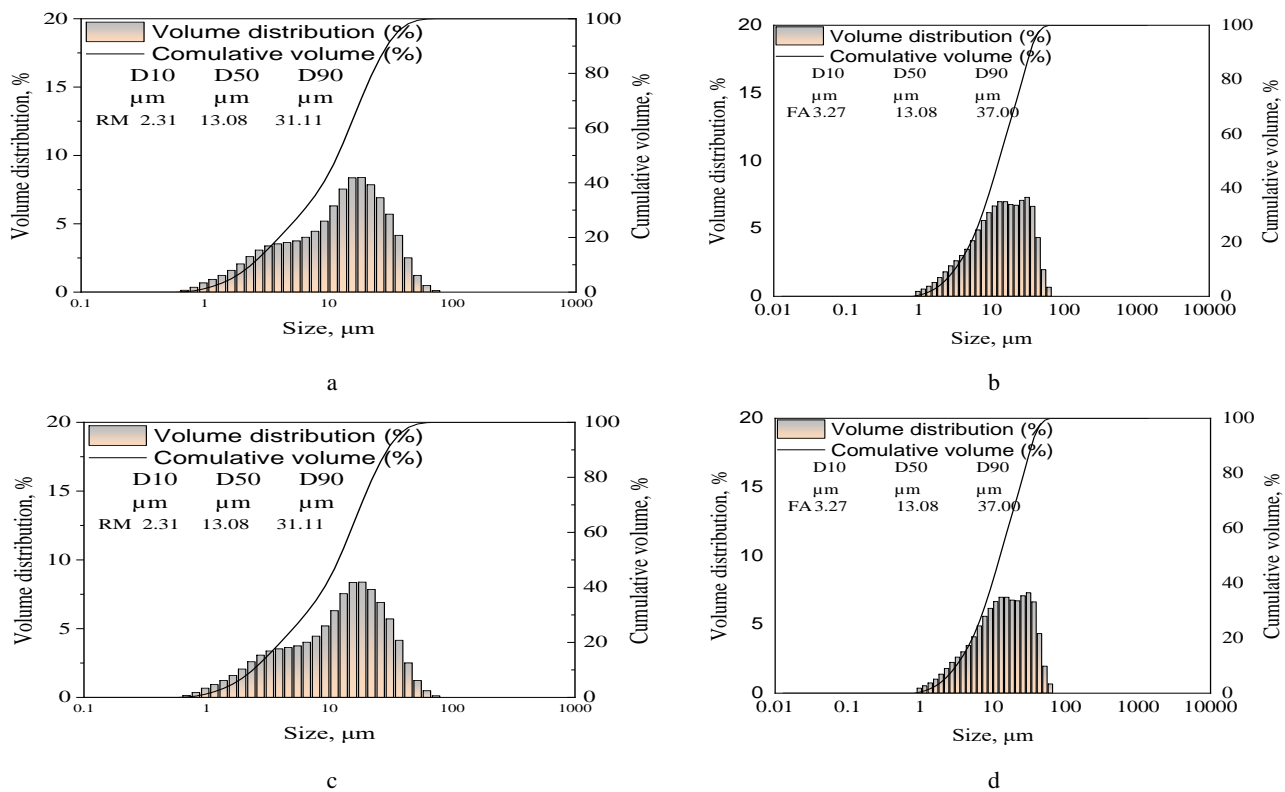 20
15
10
5
0
Volume distribution, %
Volume distribution (%)
Comulative volume (%)
D10 D50 D90
µm µm µm
RM 2.31 13.08 31.11
100
80
60
40
20
0
Cumulative volume, %
0.1 1 10 100 1000
Size, µm
a
20
15
10
5
0
Volume distribution, %
Volume distribution (%)
Comulative volume (%)
D10 D50 D90
µm µm µm
FA 3.27 13.08 37.00
100
80
60
40
20
0
Cumulative volume, %
0.01 0.1 1 10 100 1000 10000
Size, µm
b
20
15
10
5
0
Volume distribution, %
Volume distribution (%)
Comulative volume (%)
D10 D50 D90
µm µm µm
RM 2.31 13.08 31.11
100
80
60
40
20
0
Cumulative volume, %
0.1 1 10 100 1000
Size, µm
c
20
15
10
5
0
Volume distribution, %
Volume distribution (%)
Comulative volume (%)
D10 D50 D90
µm µm µm
FA 3.27 13.08 37.00
100
80
60
40
20
0
Cumulative volume, %
0.01 0.1 1 10 100 1000 10000
Size, µm
d